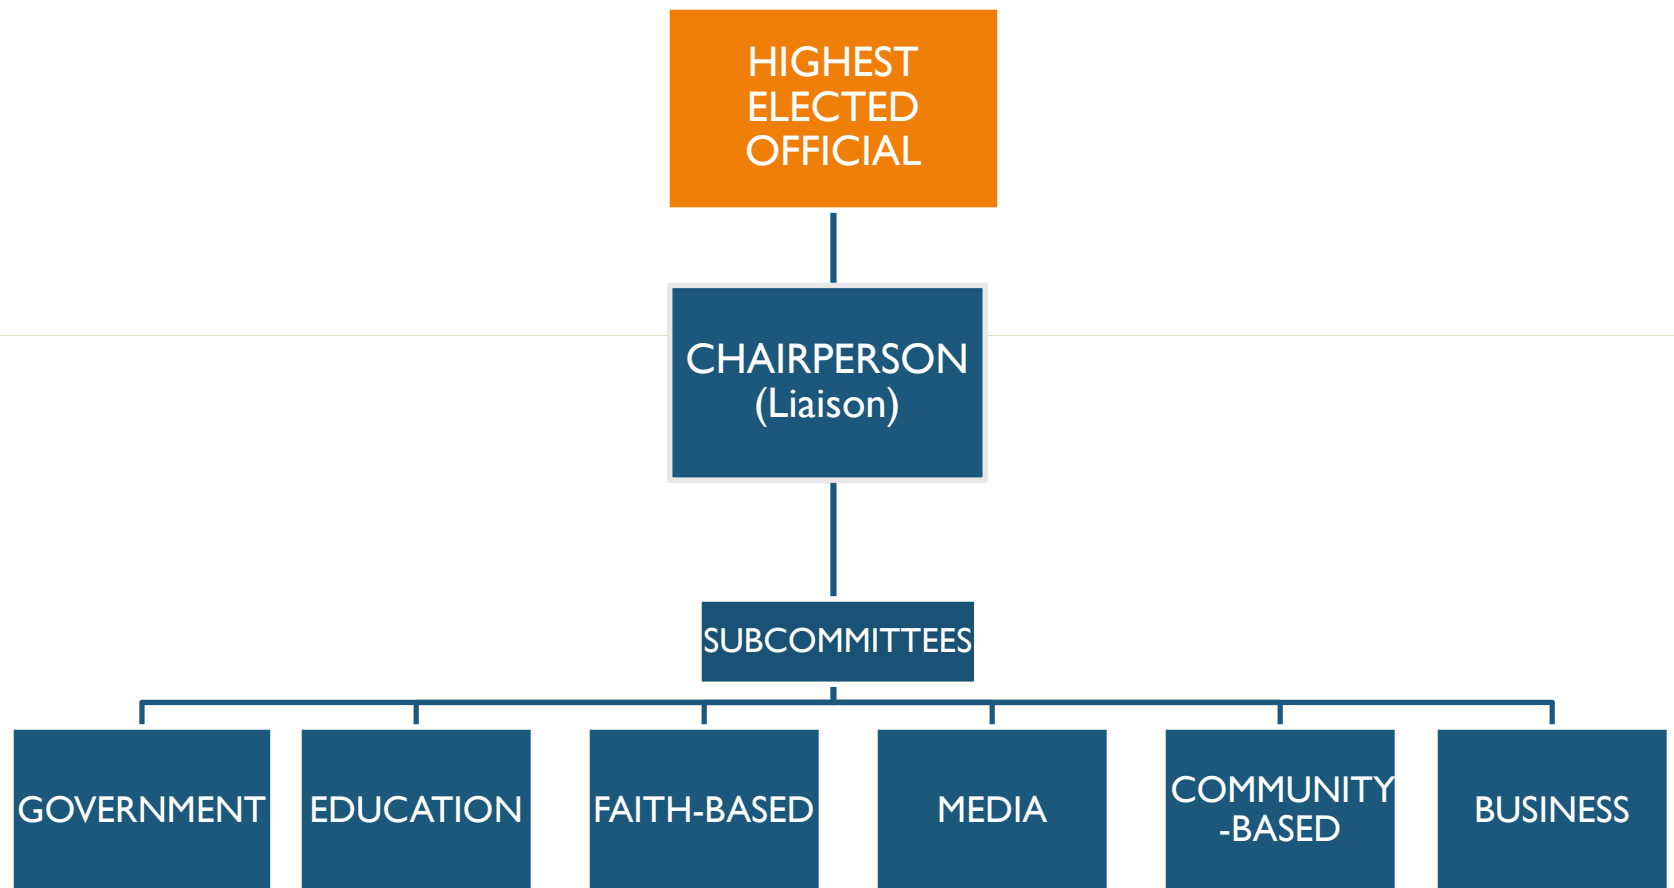 HIGHEST
ELECTED
OFFICIAL
CHAIRPERSON
(Liaison)
SUBCOMMITTEES
GOVERNMENT
EDUCATION
FAITH-BASED
MEDIA
COMMUNITY
-BASED
BUSINESS